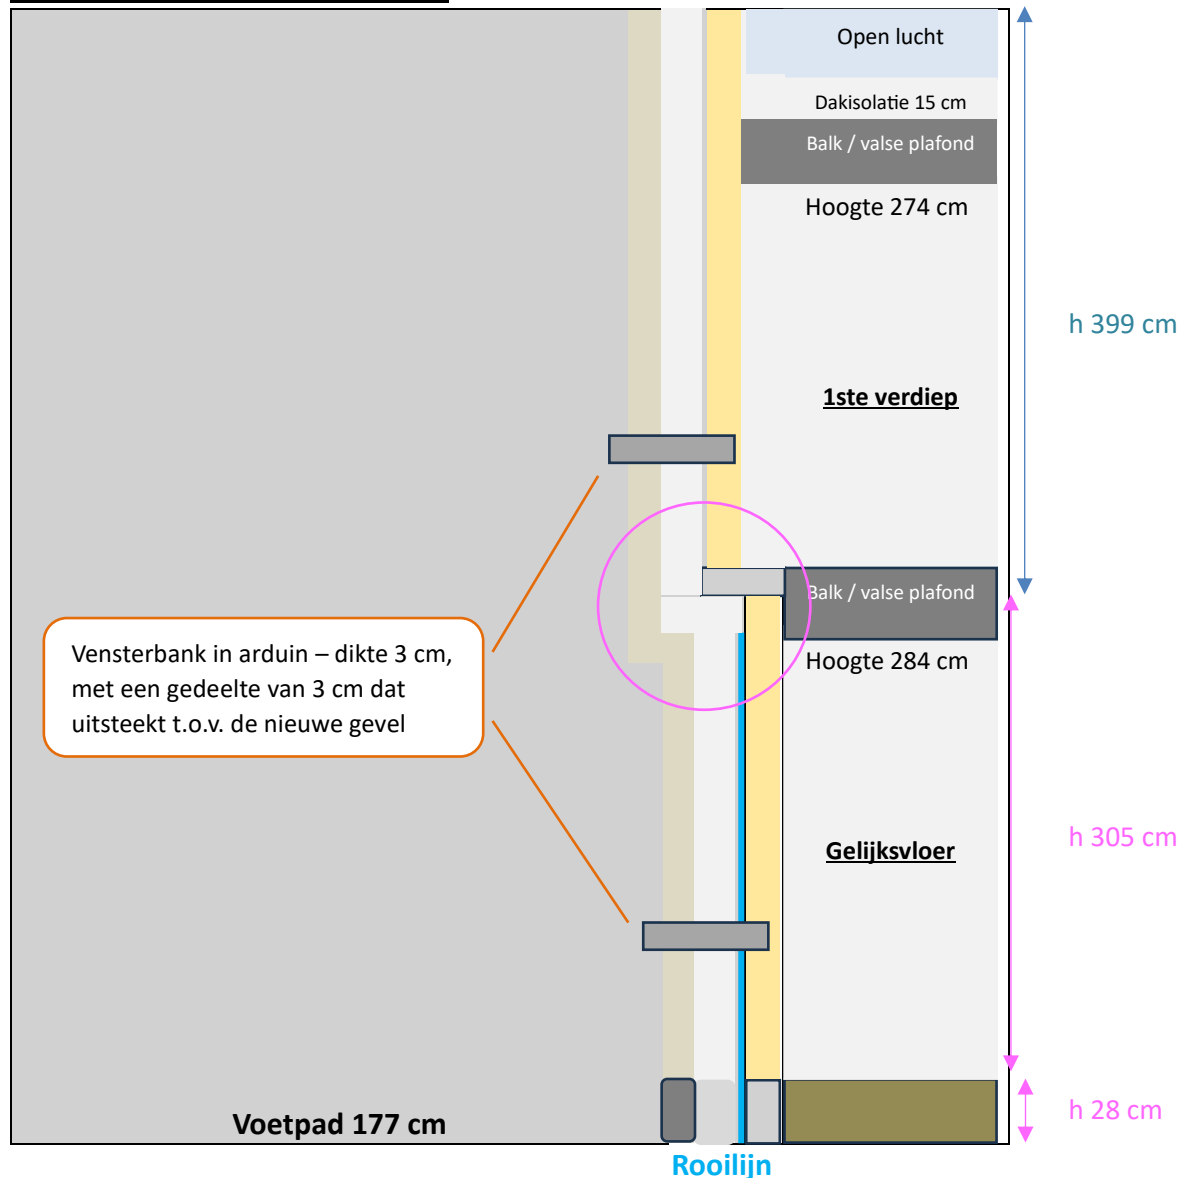 Open lucht
Dakisolatie 15 cm
Balk / valse plafond
Hoogte 274 cm
h 399 cm
1ste verdiep
Balk / valse plafond
Hoogte 284 cm
Vensterbank in arduin – dikte 3 cm,
met een gedeelte van 3 cm dat
uitsteekt t.o.v. de nieuwe gevel
h 305 cm
Gelijksvloer
h 28 cm
Voetpad 177 cm
Rooilijn